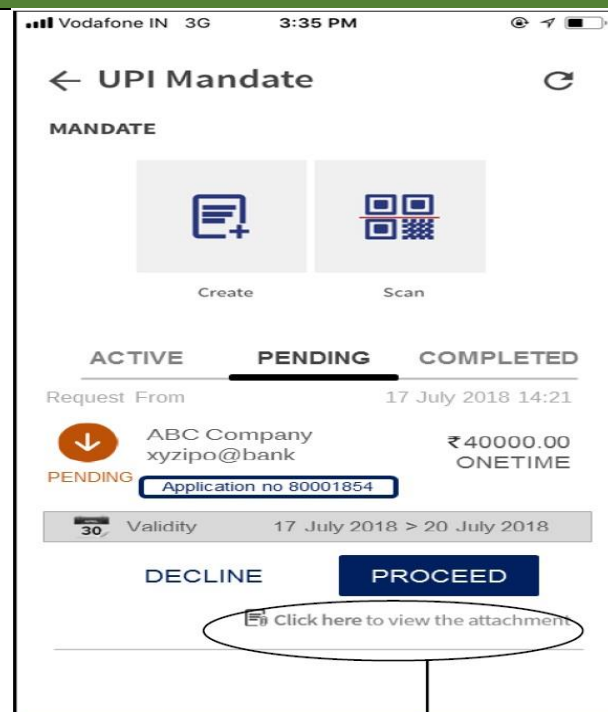 Vodafone IN 3G 3:35 PM
← UPI Mandate
MANDATE
Create Scan
ACTIVE PENDING COMPLETED
Request From 17 July 2018 14:21
ABC Company ₹40000.00
xyzipo@bank ONETIME
PENDING
Application no 80001854
30 Validity 17 July 2018 > 20 July 2018
DECLINE PROCEED
Click here to view the attachment